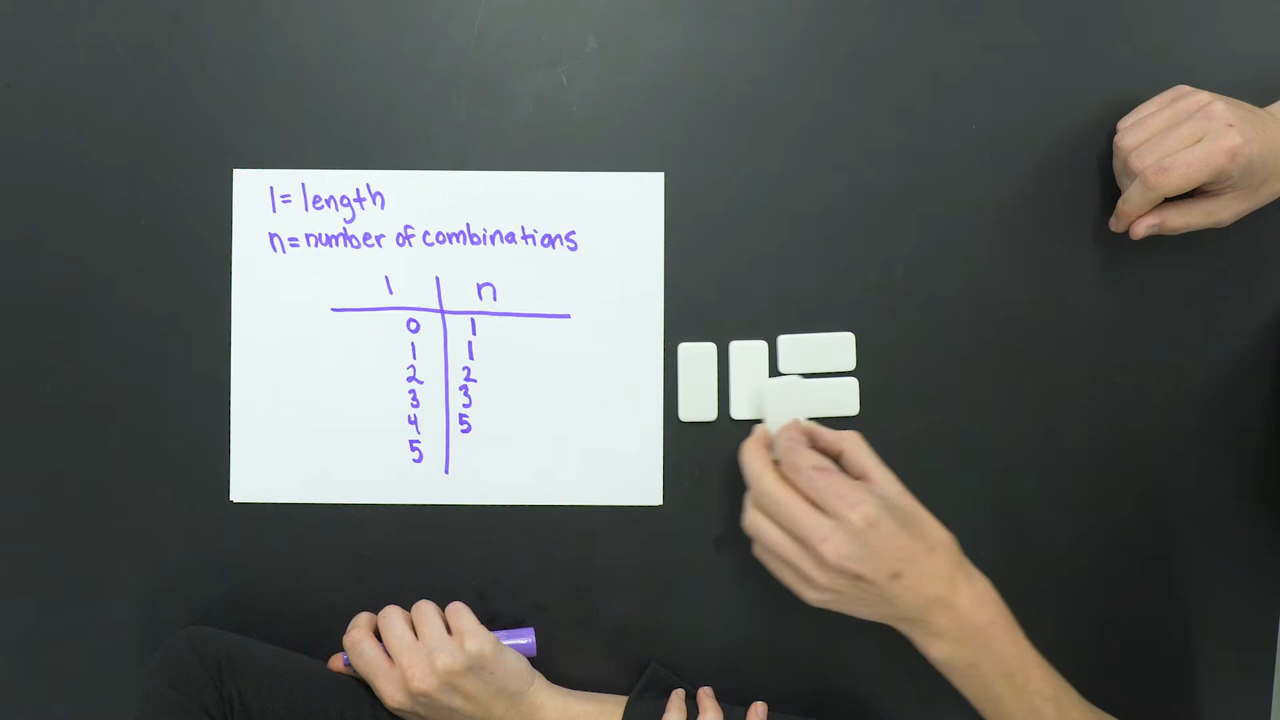 l = length
n = number of combinations
l n
0 1
1 1
2 2
3 3
4 5
5